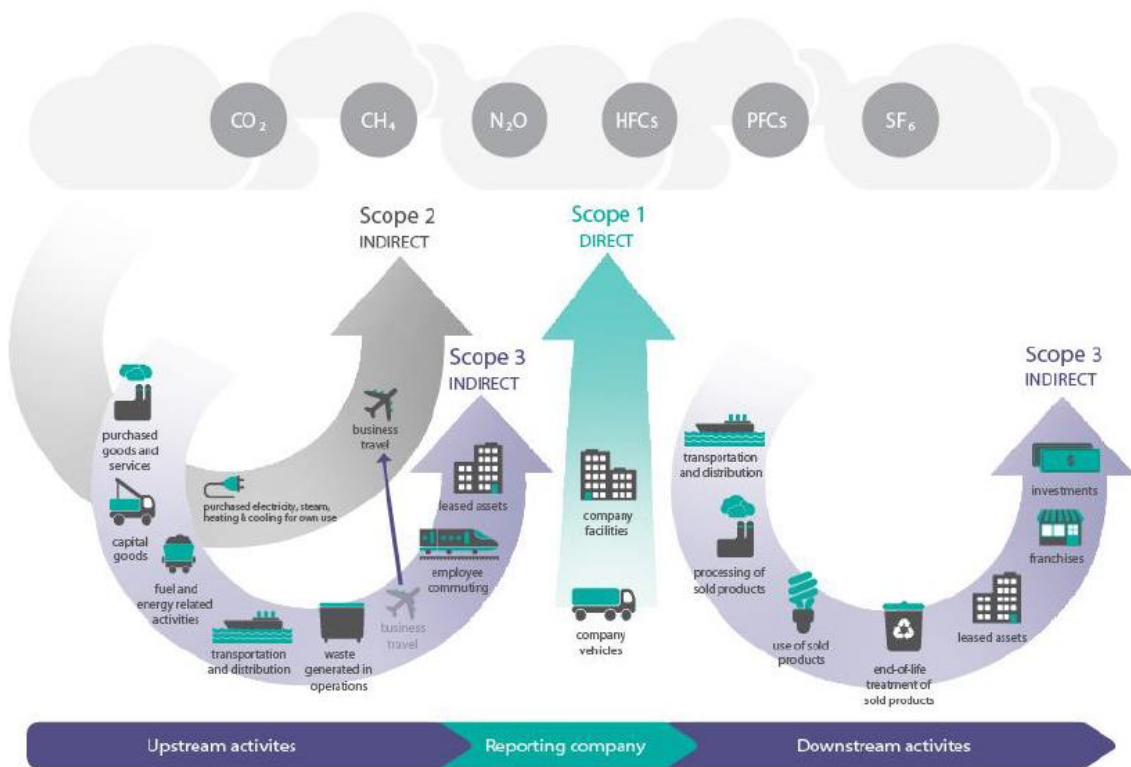 CO₂
CH₄
N₂O
HFCs
PFCs
SF₆
Scope 2
INDIRECT
Scope 1
DIRECT
Scope 3
INDIRECT
Scope 3
INDIRECT
purchased
goods and
services
capital
goods
fuel and
energy related
activities
purchased electricity, steam,
heating & cooling for own use
transportation
and distribution
waste
generated in
operations
business
travel
business
travel
employee
commuting
leased assets
company
facilities
company
vehicles
transportation
and distribution
processing of
sold products
use of sold
products
end-of-life
treatment of
sold products
leased assets
franchises
investments
Upstream activites
Reporting company
Downstream activites
$